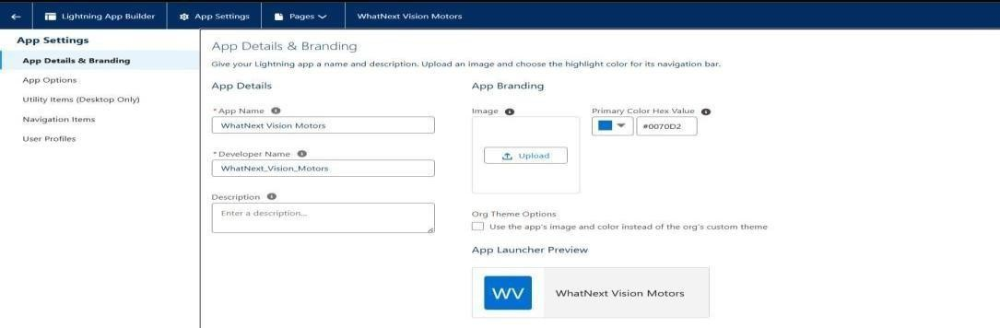 Lightning App Builder
App Settings
Pages
WhatNext Vision Motors
App Settings
App Details & Branding
App Options
Utility Items (Desktop Only)
Navigation Items
User Profiles
App Details & Branding
Give your Lightning app a name and description. Upload an image and choose the highlight color for its navigation bar.
App Details
* App Name
WhatNext Vision Motors
* Developer Name
WhatNext_Vision_Motors
Description
Enter a description...
App Branding
Image
Upload
Primary Color Hex Value
#0070D2
Org Theme Options
Use the app's image and color instead of the org's custom theme
App Launcher Preview
WV
WhatNext Vision Motors